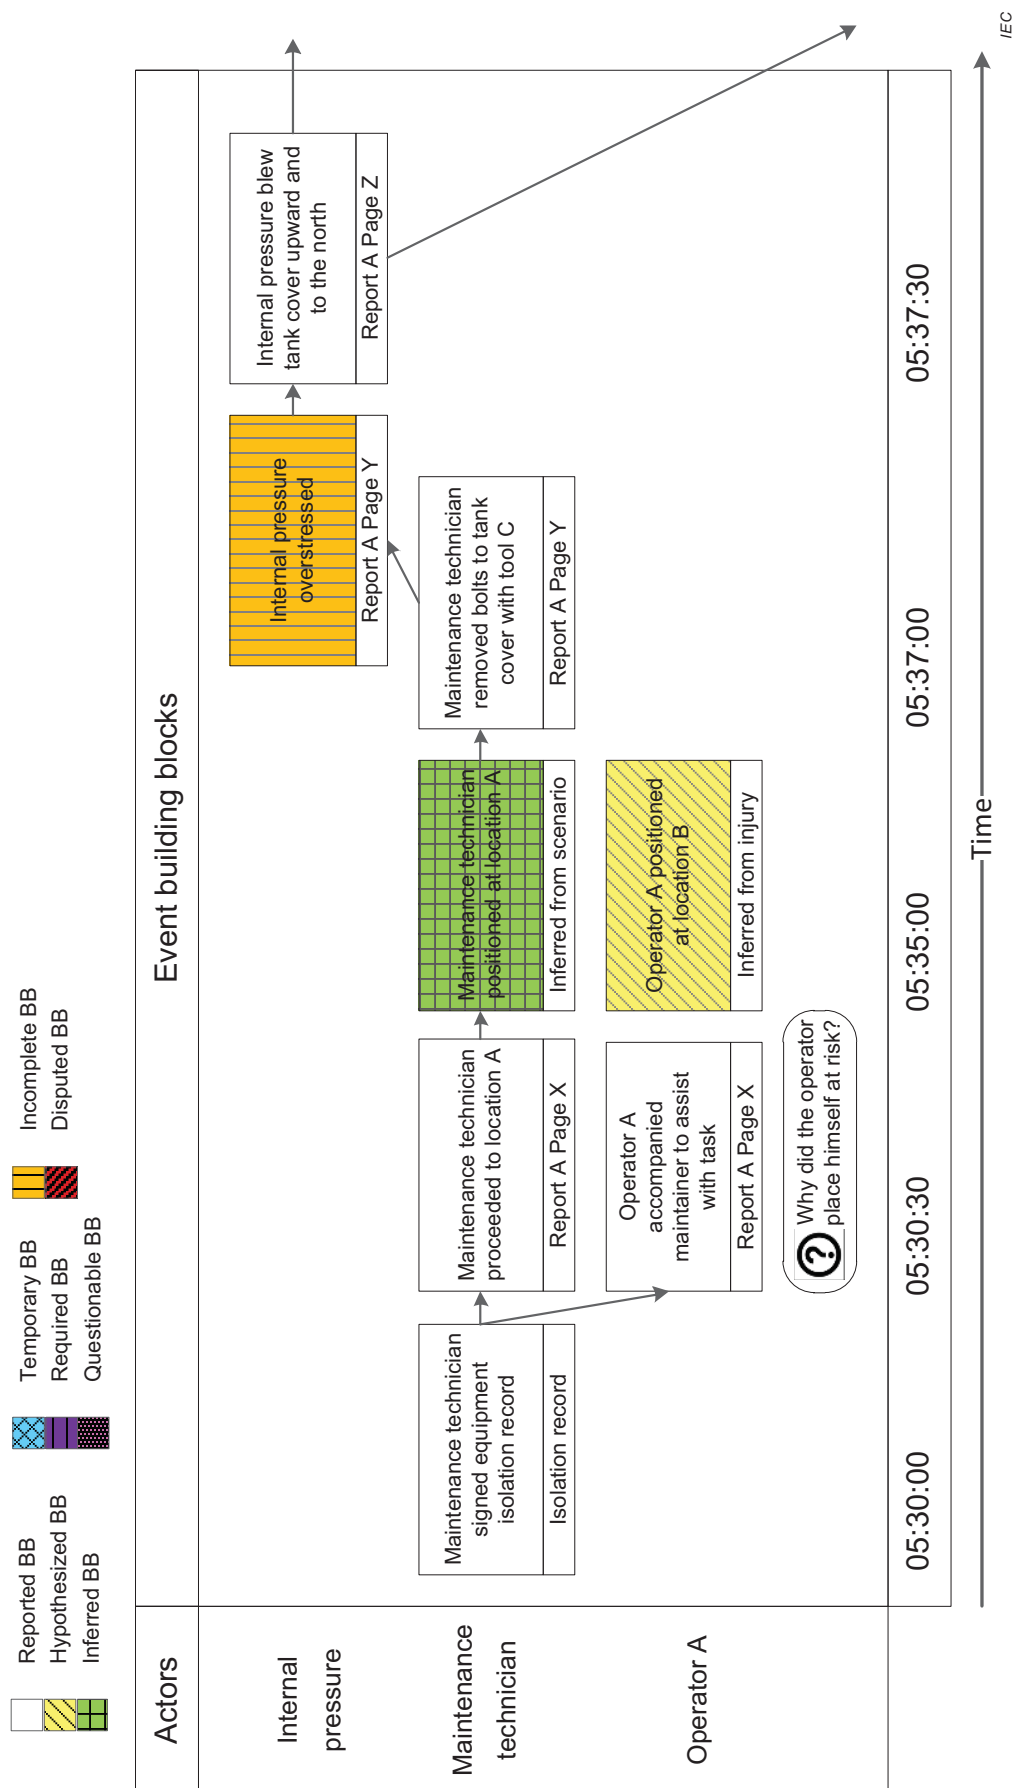 Reported BB
Hypothesized BB
Inferred BB
Temporary BB
Required BB
Questionable BB
Incomplete BB
Disputed BB
Actors
Event building blocks
Internal
pressure
Internal pressure
overstressed
Report A Page Y
Internal pressure blew
tank cover upward and
to the north
Report A Page Z
Maintenance
technician
Maintenance technician
signed equipment
isolation record
Isolation record
Maintenance technician
proceeded to location A
Report A Page X
Maintenance technician
positioned at location A
Inferred from scenario
Maintenance technician
removed bolts to tank
cover with tool C
Report A Page Y
Operator A
Operator A
accompanied
maintainer to assist
with task
Report A Page X
Operator A positioned
at location B
Inferred from injury
?
Why did the operator
place himself at risk?
05:30:00
05:30:30
05:35:00
05:37:00
05:37:30
Time
IEC